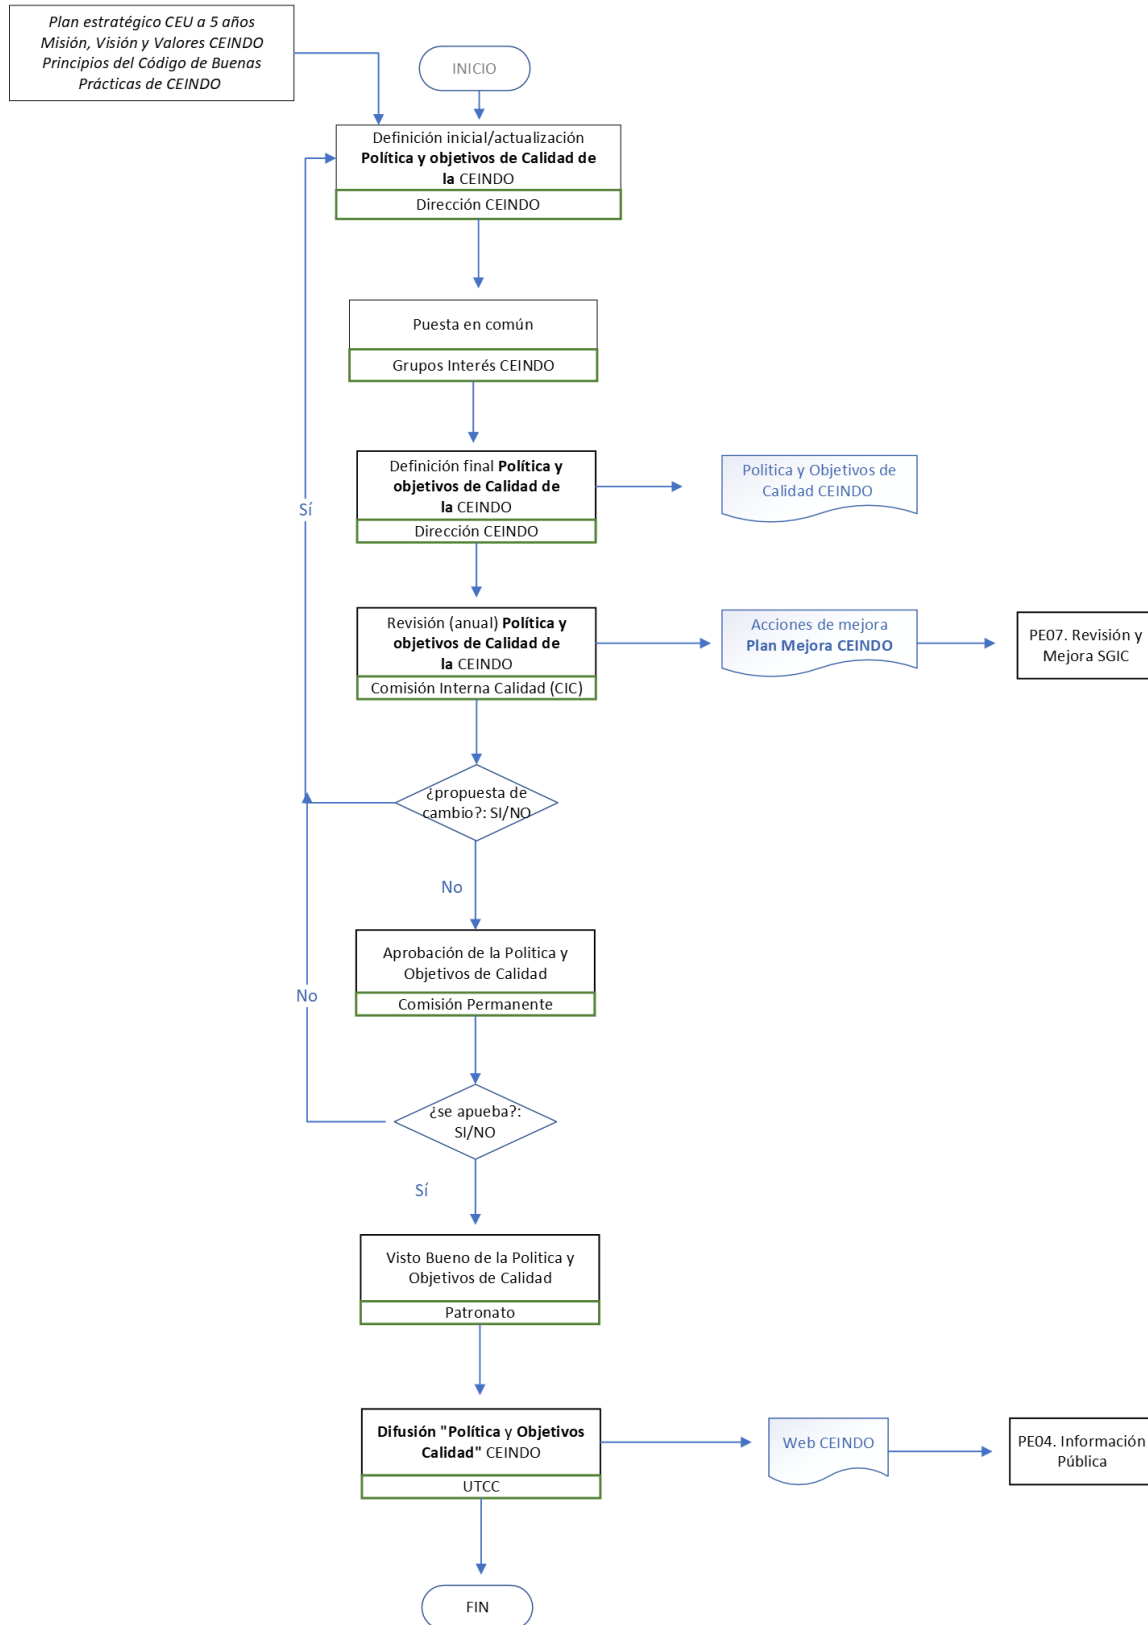 Plan estratégico CEU a 5 años
Misión, Visión y Valores CEINDO
Principios del Código de Buenas
Prácticas de CEINDO
INICIO
Definición inicial/actualización
Política y objetivos de Calidad de
la CEINDO
Dirección CEINDO
Puesta en común
Grupos Interés CEINDO
Definición final Política y
objetivos de Calidad de
la CEINDO
Dirección CEINDO
Politica y Objetivos de
Calidad CEINDO
Sí
Revisión (anual) Política y
objetivos de Calidad de
la CEINDO
Comisión Interna Calidad (CIC)
Acciones de mejora
Plan Mejora CEINDO
PE07. Revisión y
Mejora SGIC
¿propuesta de
cambio?: SI/NO
No
Aprobación de la Politica y
Objetivos de Calidad
Comisión Permanente
No
¿se apueba?:
SI/NO
Sí
Visto Bueno de la Politica y
Objetivos de Calidad
Patronato
Difusión "Política y Objetivos
Calidad" CEINDO
UTCC
Web CEINDO
PE04. Información
Pública
FIN